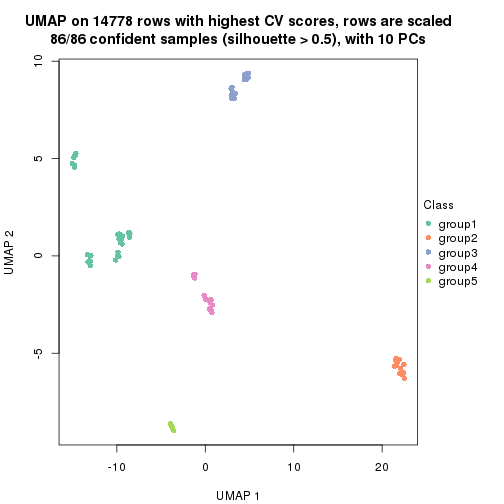 UMAP on 14778 rows with highest CV scores, rows are scaled
86/86 confident samples (silhouette > 0.5), with 10 PCs
10
5
0
-5
UMAP 2
-10
0
10
20
UMAP 1
Class
group1
group2
group3
group4
group5